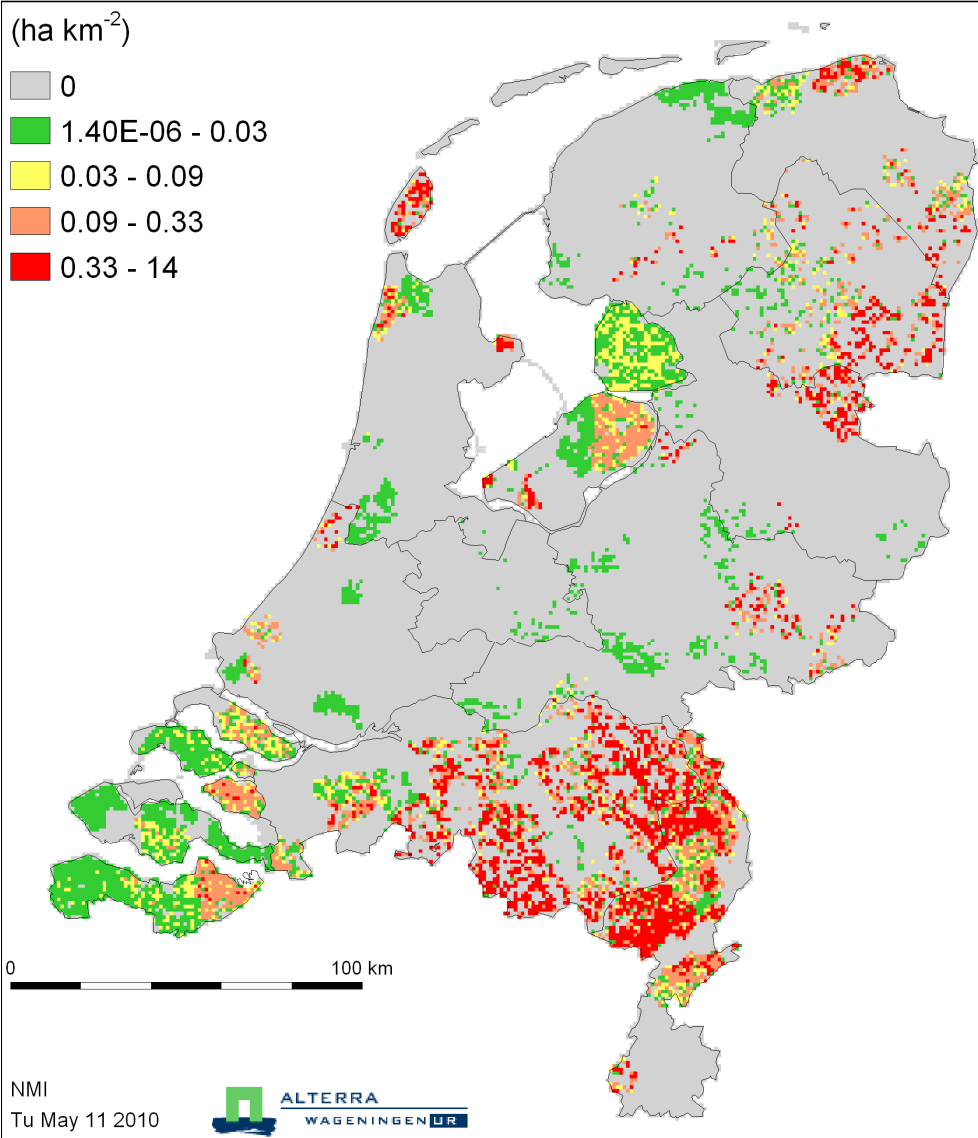 (ha km-2)
0
1.40E-06 - 0.03
0.03 - 0.09
0.09 - 0.33
0.33 - 14
0 100 km
NMI
Tu May 11 2010
ALTERRA
WAGENINGEN UR